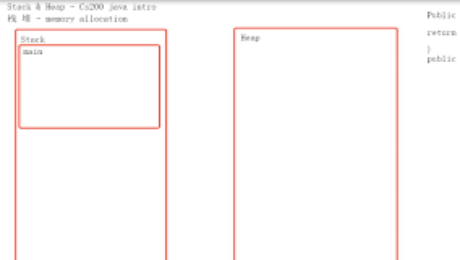 Stack & Heap - Cs200 java intro
栈 堆 - memory allocation
Stack
main
Heap
Public
return
}
public